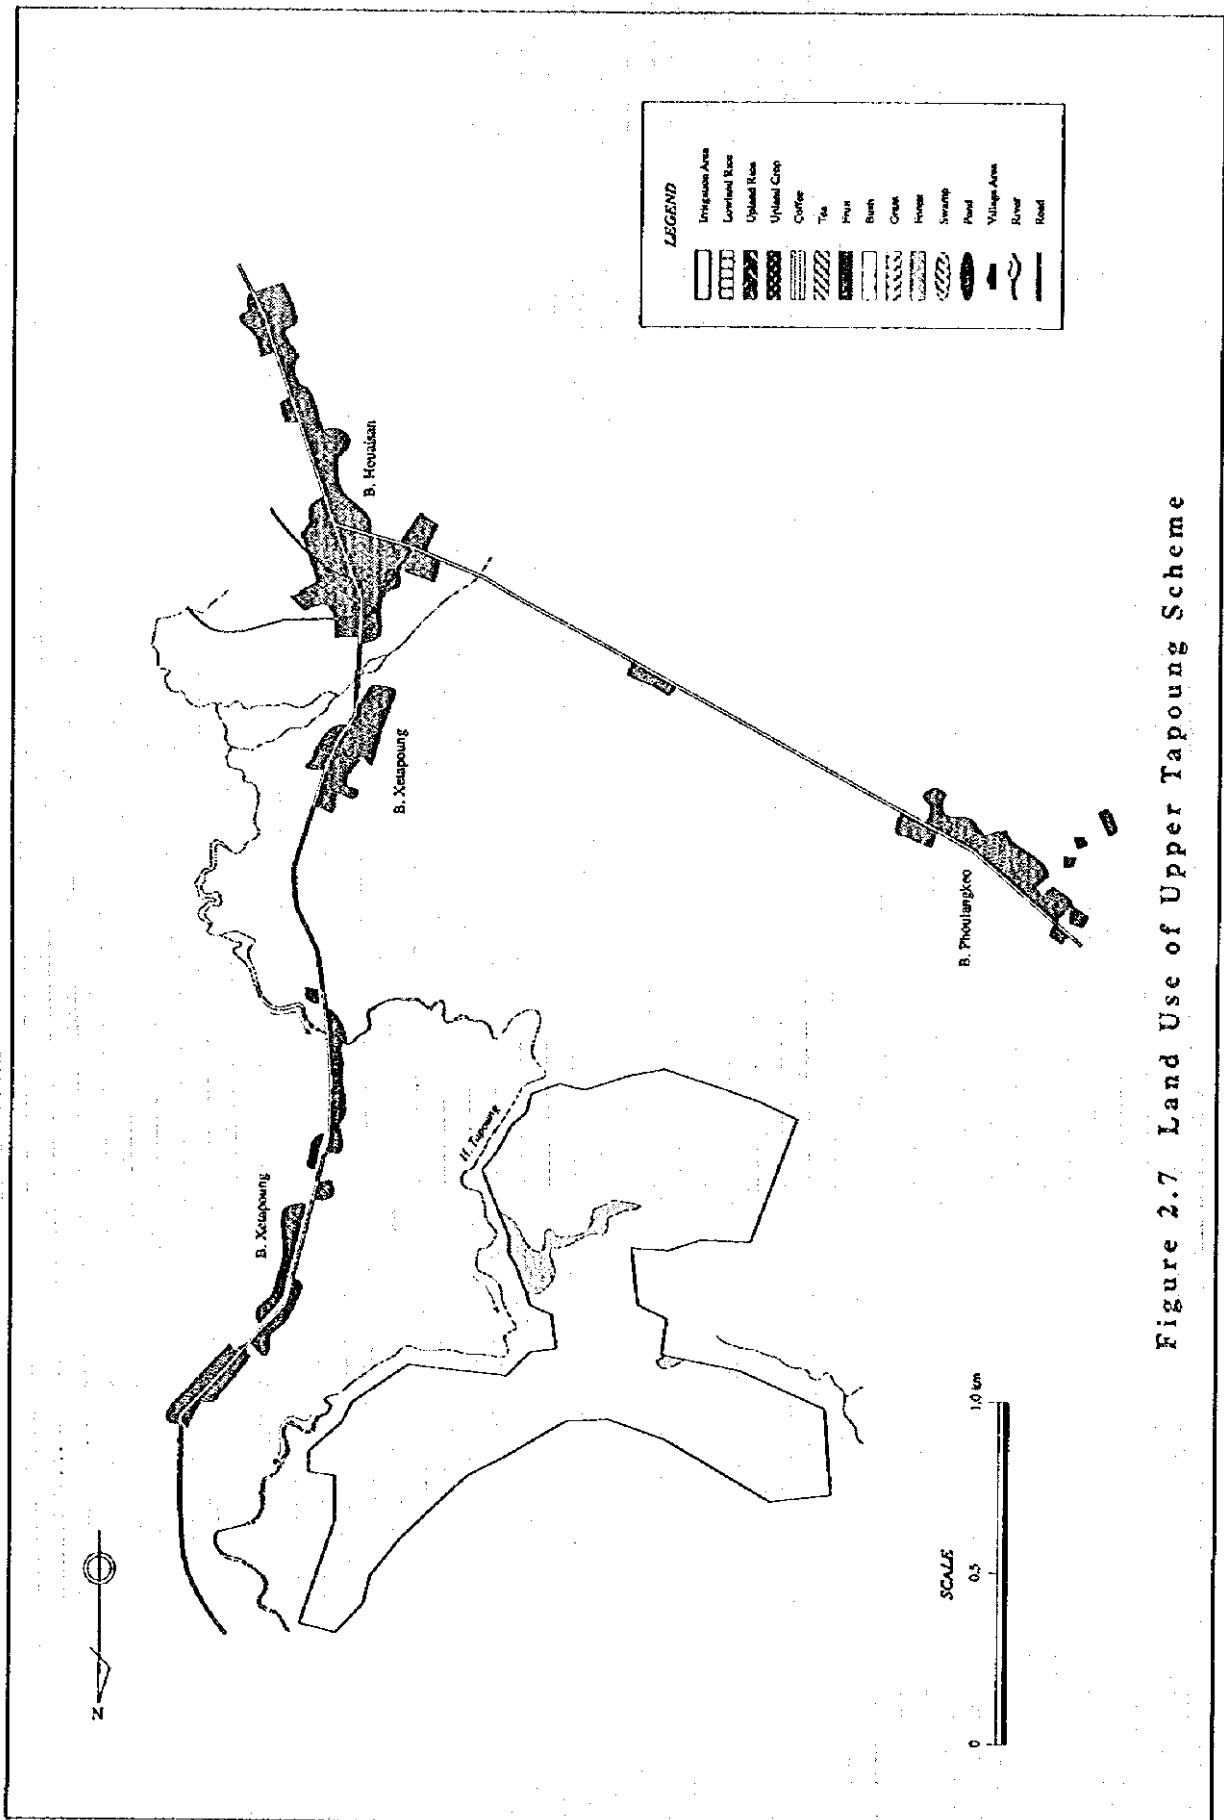 N
B. Xetapoung
B. Xetapoung
B. Houaisan
H. Tapoung
B. Phoulangkeo
LEGEND
Irrigation Area
Lowland Rice
Upland Rice
Upland Crop
Coffee
Tea
Fruit
Bush
Grass
Forest
Swamp
Pond
Village Area
River
Road
SCALE
0 0.5 1.0 km
Figure 2.7 Land Use of Upper Tapoung Scheme